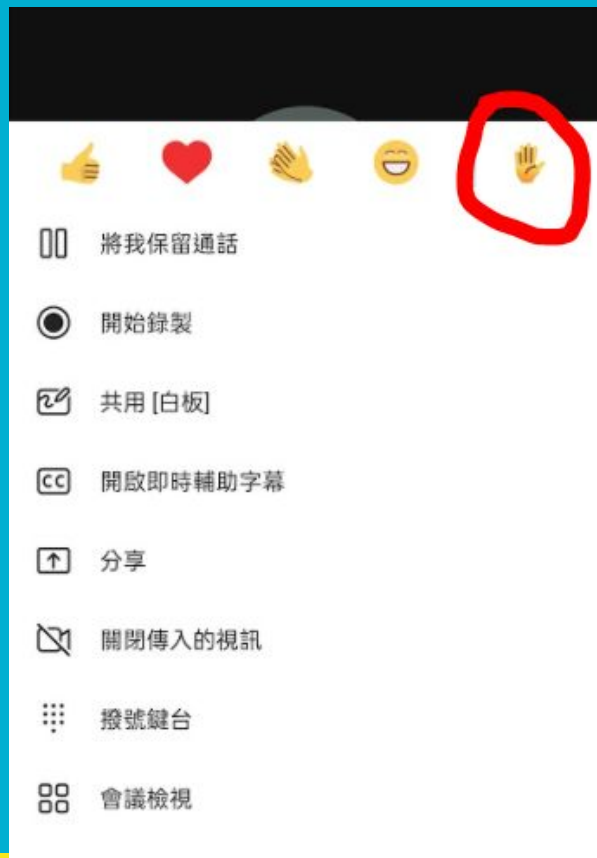 將我保留通話
開始錄製
共用 [白板]
CC 開啟即時輔助字幕
分享
關閉傳入的視訊
撥號鍵台
會議檢視